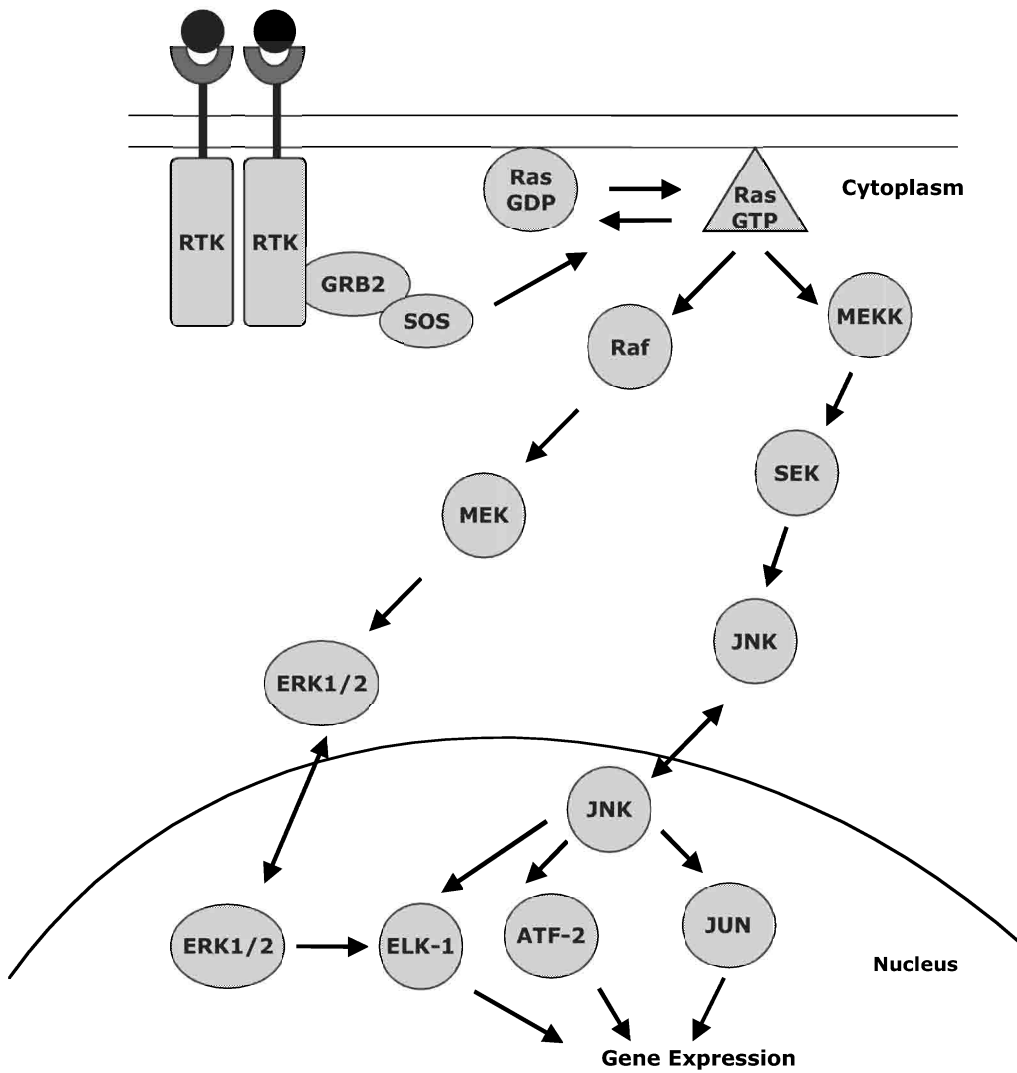 Ras
GDP
Ras
GTP
Cytoplasm
RTK
RTK
GRB2
SOS
MEKK
Raf
SEK
MEK
JNK
ERK1/2
JNK
ERK1/2
ELK-1
ATF-2
JUN
Nucleus
Gene Expression